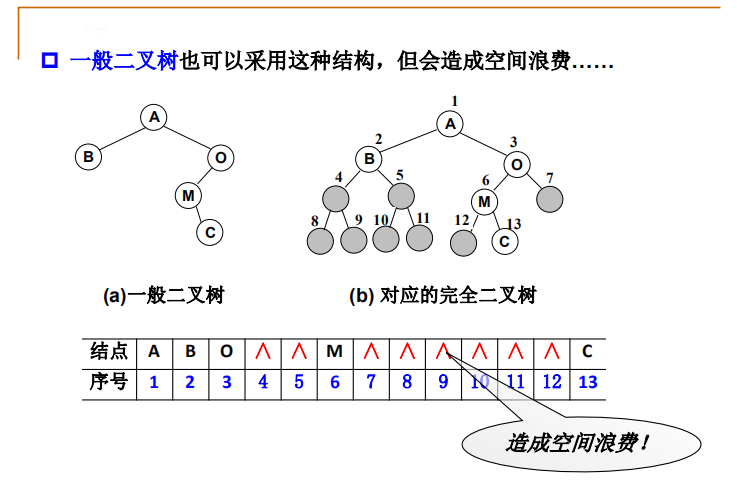 一般二叉树也可以采用这种结构，但会造成空间浪费……
A
B
O
M
C
1
A
2
3
B
O
4
5
6
7
M
8
9
10
11
12
13
C
(a)一般二叉树
(b) 对应的完全二叉树
结点 A B O ∧ ∧ M ∧ ∧ ∧ ∧ ∧ ∧ C
序号 1 2 3 4 5 6 7 8 9 10 11 12 13
造成空间浪费！